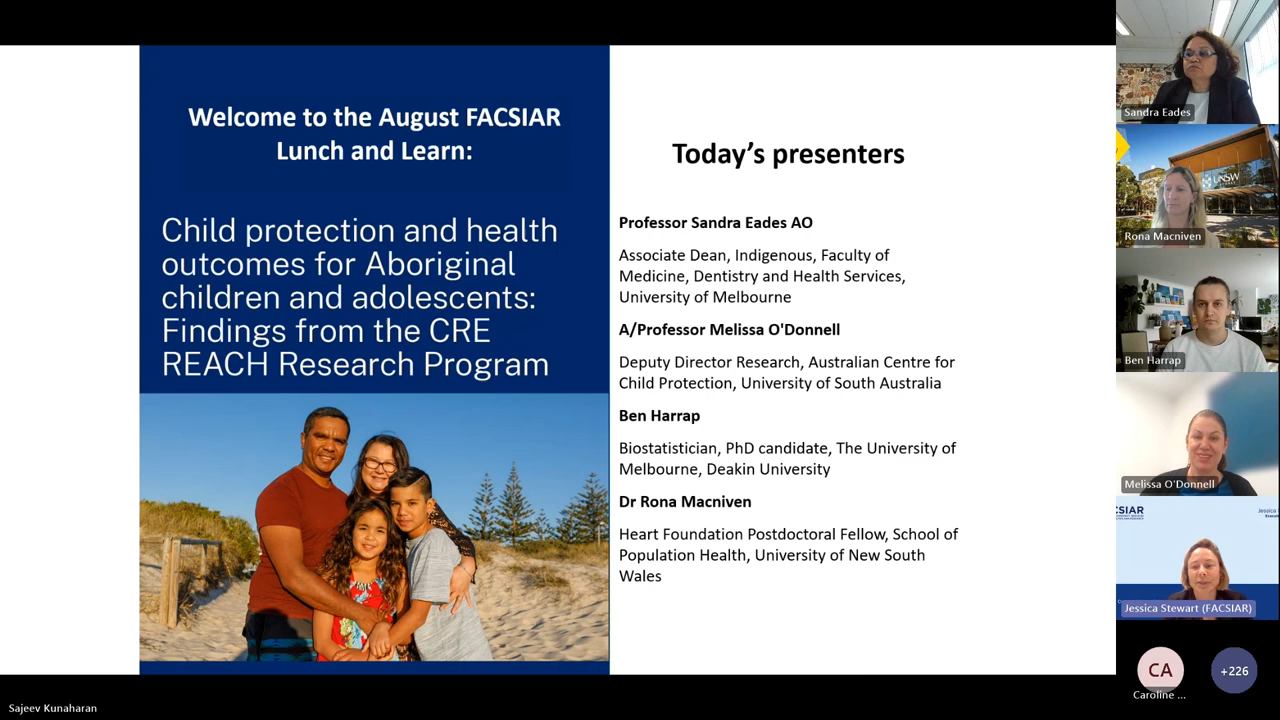 Welcome to the August FACSIAR
Lunch and Learn:
Child protection and health
outcomes for Aboriginal
children and adolescents:
Findings from the CRE
REACH Research Program
Today's presenters
Professor Sandra Eades AO
Associate Dean, Indigenous, Faculty of
Medicine, Dentistry and Health Services,
University of Melbourne
A/Professor Melissa O'Donnell
Deputy Director Research, Australian Centre for
Child Protection, University of South Australia
Ben Harrap
Biostatistician, PhD candidate, The University of
Melbourne, Deakin University
Dr Rona Macniven
Heart Foundation Postdoctoral Fellow, School of
Population Health, University of New South
Wales
Sandra Eades
UNSW
Rona Macniven
Ben Harrap
Melissa O'Donnell
CSIAR
Jessica
Jessica Stewart (FACSIAR)
CA
+226
Caroline ...
Sajeev Kunaharan